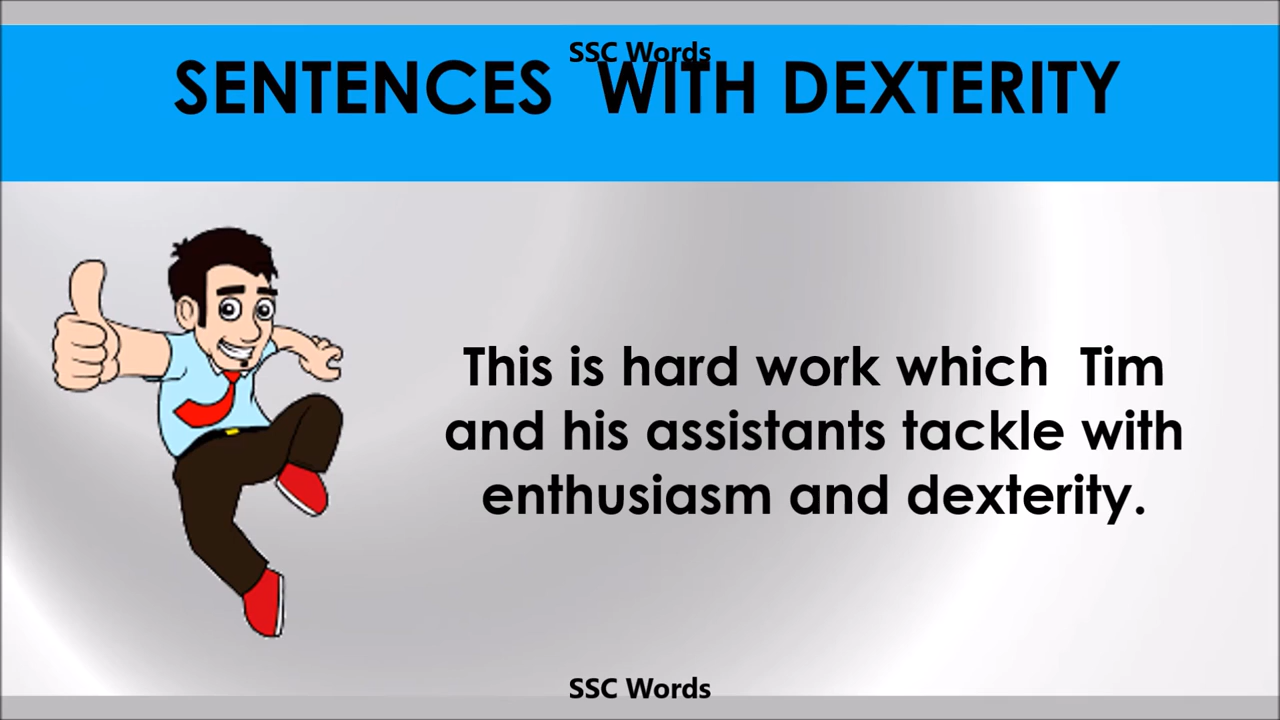 SSC Words
SENTENCES WITH DEXTERITY
This is hard work which Tim
and his assistants tackle with
enthusiasm and dexterity.
SSC Words